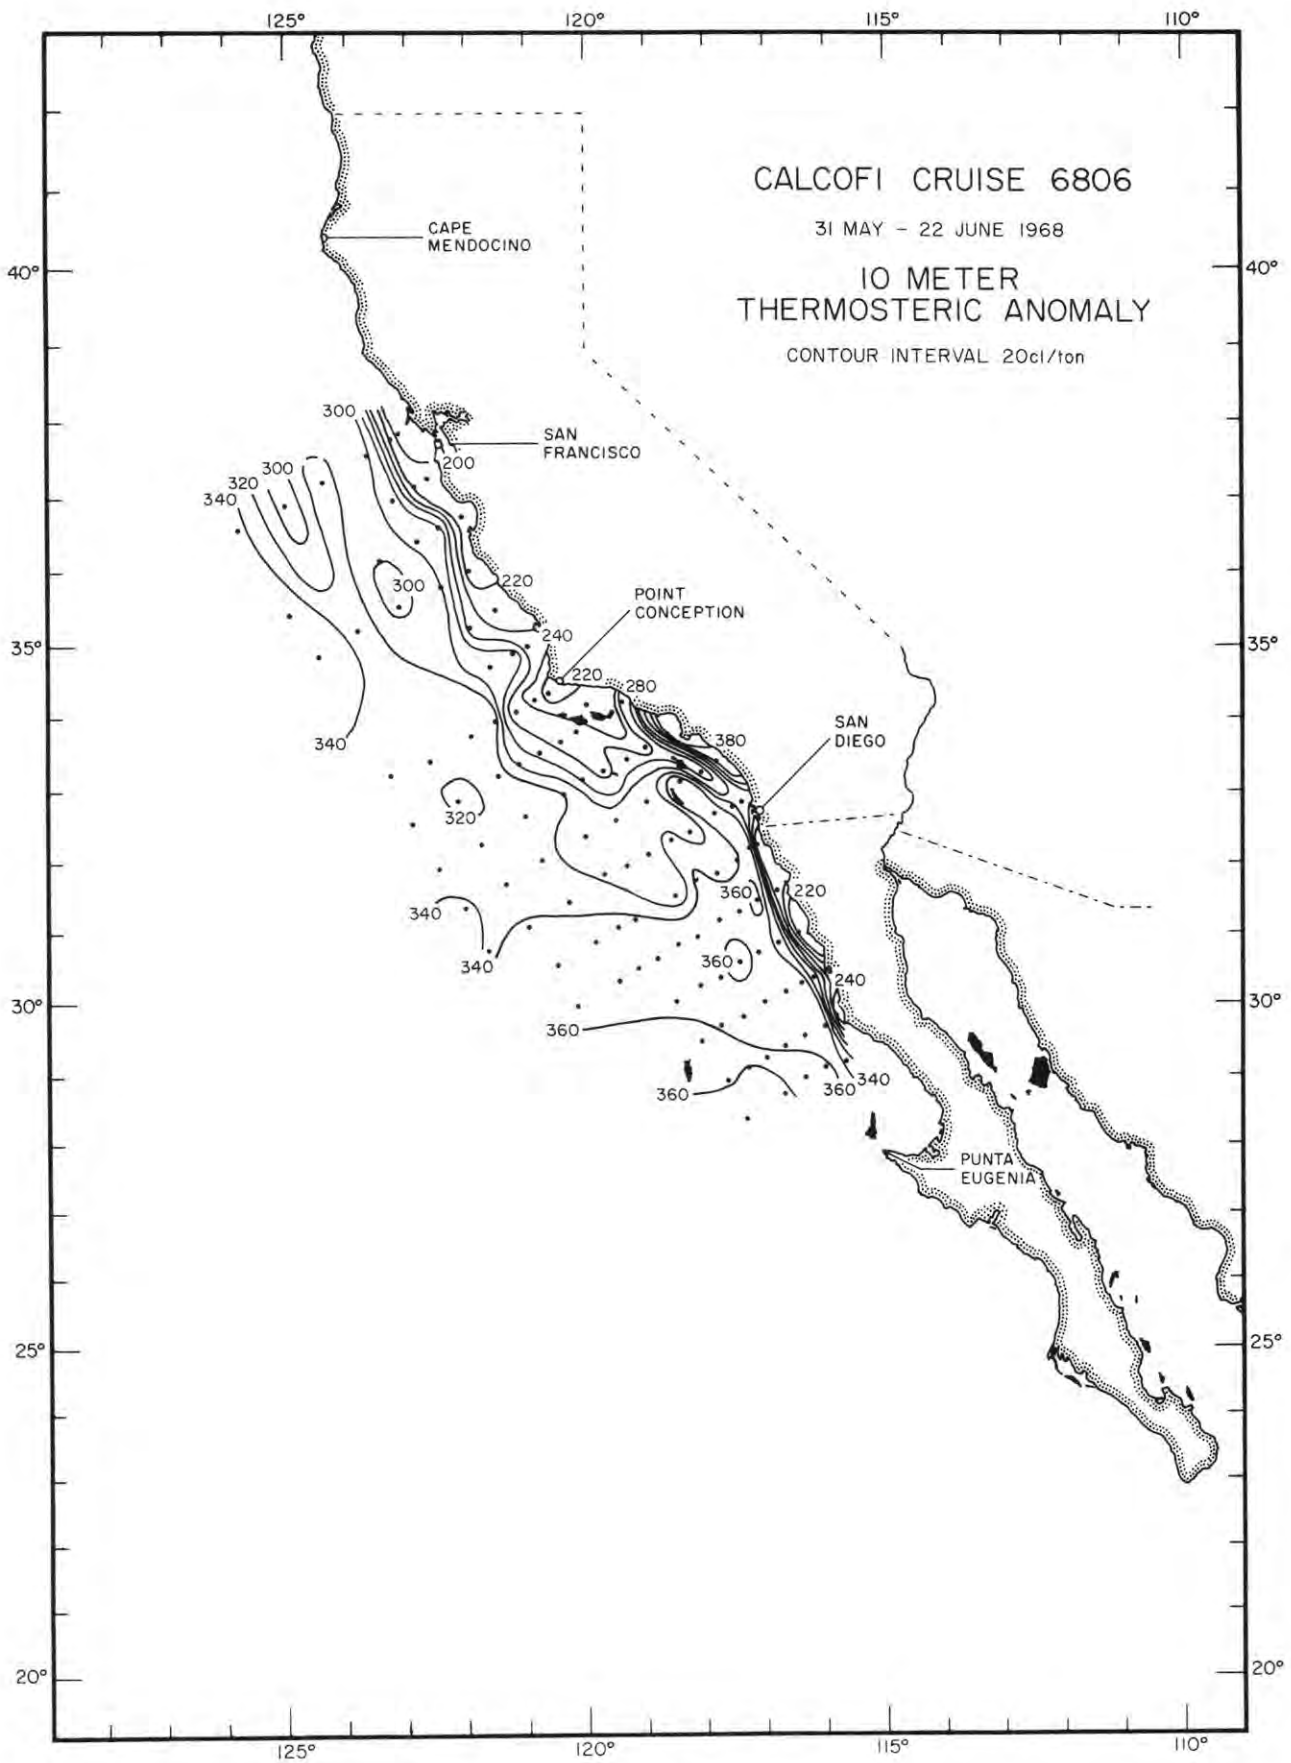 125° 120° 115° 110°
CALCOFI CRUISE 6806
31 MAY - 22 JUNE 1968
10 METER
THERMOSTERIC ANOMALY
CONTOUR INTERVAL 20cl/ton
CAPE
MENDOCINO
40° 40°
300
SAN
FRANCISCO
200
300
320
340
220
300
POINT
CONCEPTION
240
35° 35°
220
280
SAN
DIEGO
380
340
320
360
220
340
340
360
240
30° 30°
360
340
360
360
PUNTA
EUGENIA
25° 25°
20° 20°
125° 120° 115° 110°